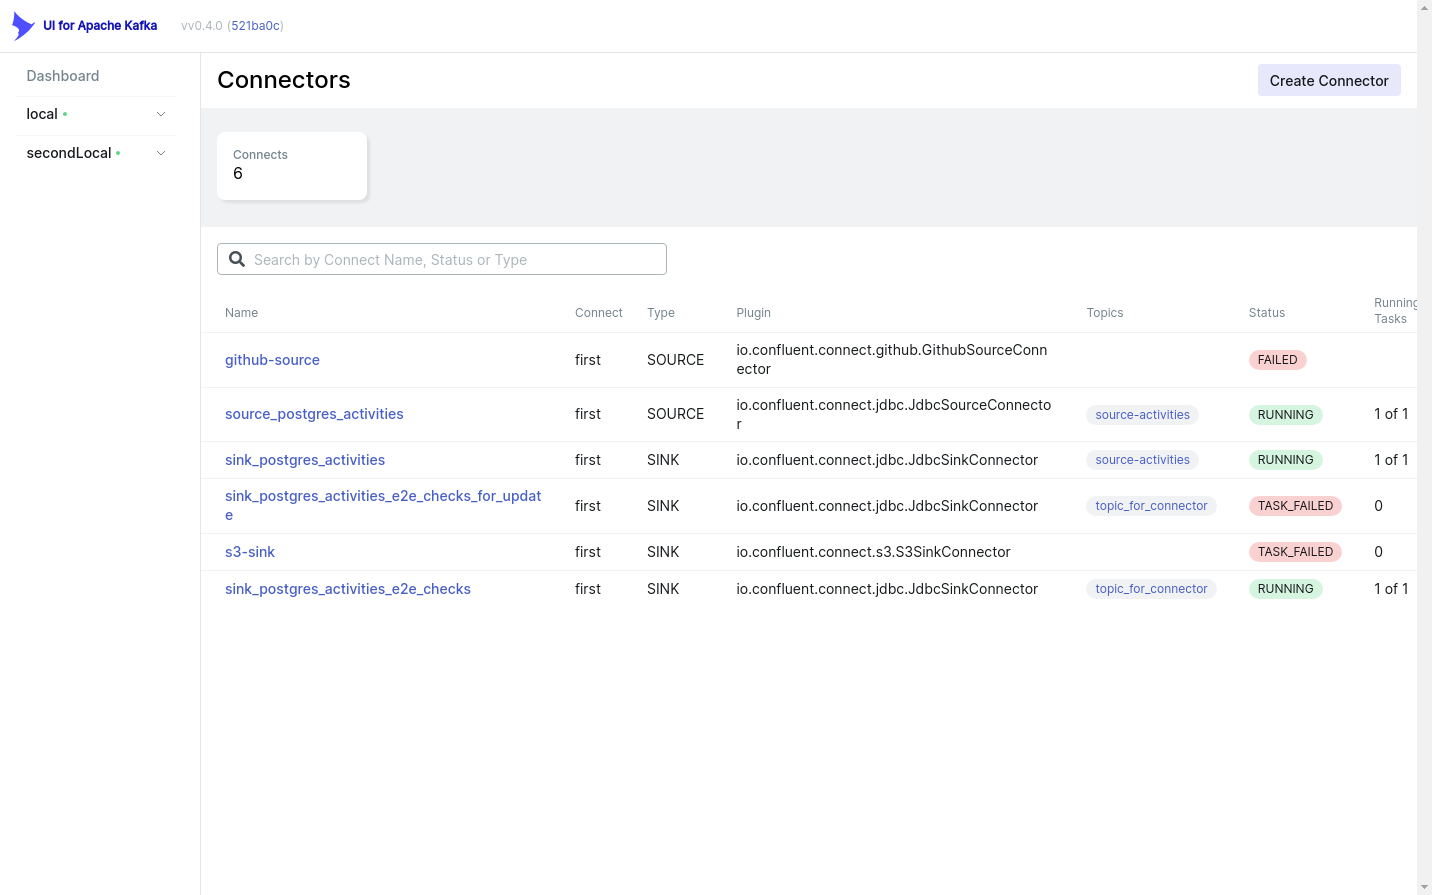 UI for Apache Kafka
vv0.4.0 (521ba0c)
Dashboard
local
secondLocal
Connectors
Create Connector
Connects
6
Search by Connect Name, Status or Type
Name Connect Type Plugin Topics Status Running Tasks
github-source first SOURCE io.confluent.connect.github.GithubSourceConn
ector
FAILED
source_postgres_activities first SOURCE io.confluent.connect.jdbc.JdbcSourceConnecto
r
source-activities RUNNING 1 of 1
sink_postgres_activities first SINK io.confluent.connect.jdbc.JdbcSinkConnector source-activities RUNNING 1 of 1
sink_postgres_activities_e2e_checks_for_updat
e
first SINK io.confluent.connect.jdbc.JdbcSinkConnector topic_for_connector TASK_FAILED 0
s3-sink first SINK io.confluent.connect.s3.S3SinkConnector TASK_FAILED 0
sink_postgres_activities_e2e_checks first SINK io.confluent.connect.jdbc.JdbcSinkConnector topic_for_connector RUNNING 1 of 1